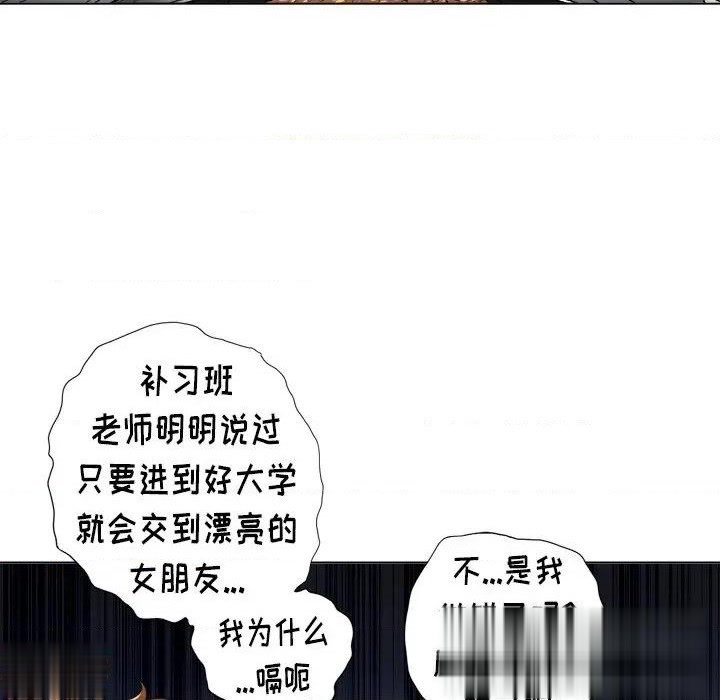 补习班
老师明明说过
只要进到好大学
就会交到漂亮的
女朋友...
我为什么
...嗝呃
不...是我